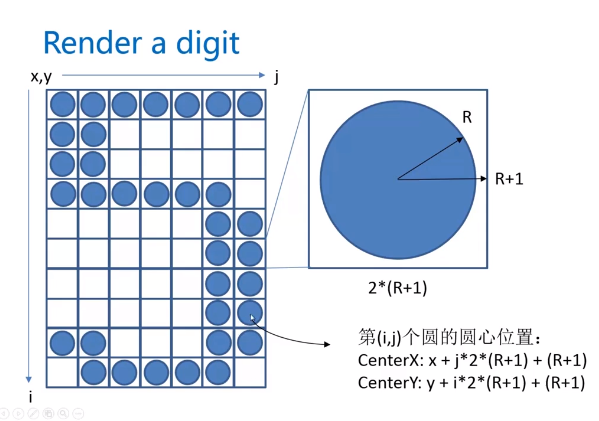 Render a digit
x,y
j
R
R+1
2*(R+1)
第(i,j)个圆的圆心位置：
CenterX: x + j*2*(R+1) + (R+1)
CenterY: y + i*2*(R+1) + (R+1)
i